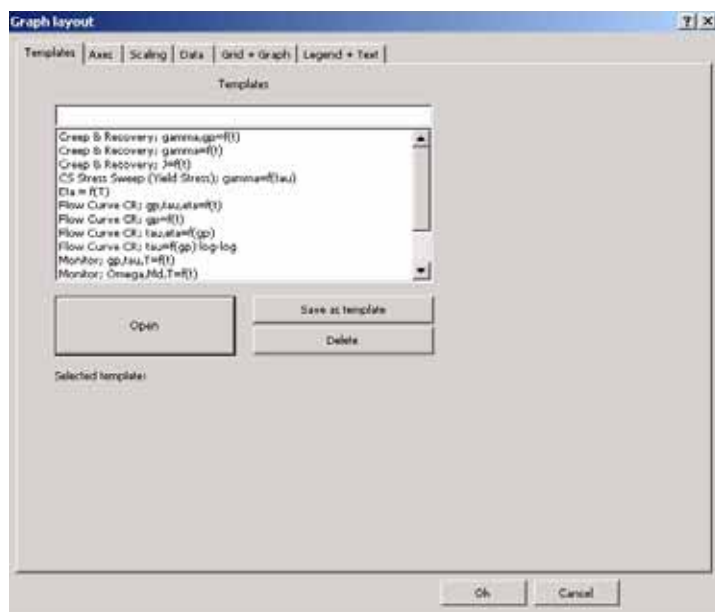 Graph layout
Templates Axes Scaling Data Grid + Graph Legend + Text
Templates
Creep & Recovery; gamma,gp=f(t)
Creep & Recovery; gamma=f(t)
Creep & Recovery; J=f(t)
CS Stress Sweep (Yield Stress); gamma=f(tau)
Eta = f(T)
Flow Curve CR; gp,tau,eta=f(t)
Flow Curve CR; gp=f(t)
Flow Curve CR; tau,eta=f(gp)
Flow Curve CR; tau=f(gp) log-log
Monitor; gp,tau,T=f(t)
Monitor; Omega,Md,T=f(t)
Open
Save as template
Delete
Selected template:
Ok Cancel